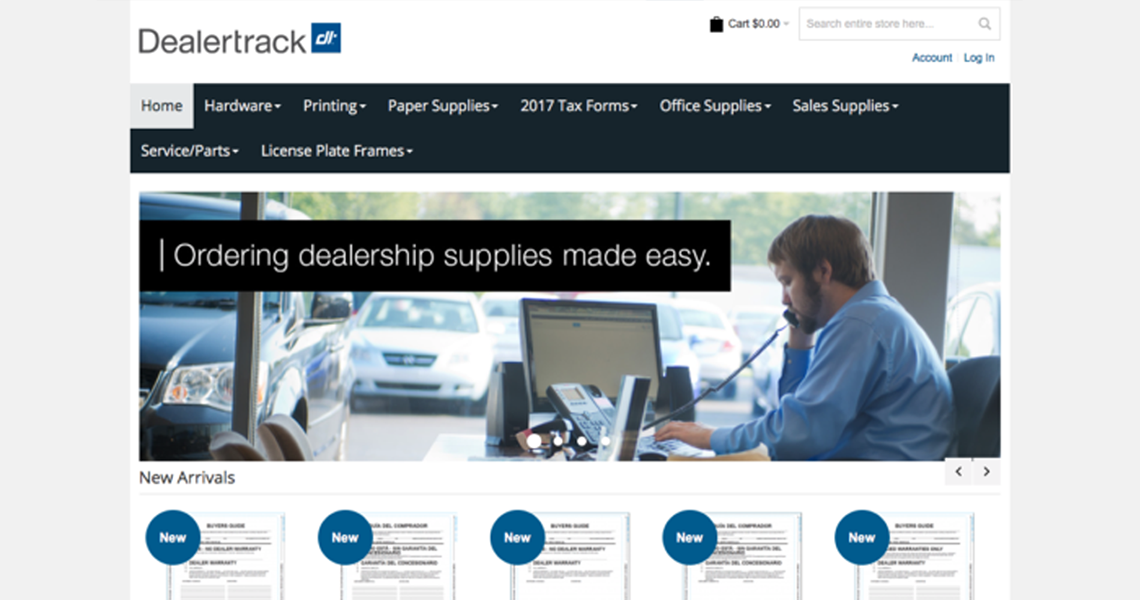 Dealertrack dt
Cart $0.00
Search entire store here...
Account Log In
Home Hardware Printing Paper Supplies 2017 Tax Forms Office Supplies Sales Supplies
Service/Parts License Plate Frames
| Ordering dealership supplies made easy.
New Arrivals
New New New New New
BUYERS GUIDE
GUÍA DEL COMPRADOR
BUYERS GUIDE
GUÍA DEL COMPRADOR
BUYERS GUIDE
DEALER WARRANTY
GARANTÍA DEL CONCESIONARIO
DEALER WARRANTY
GARANTÍA DEL CONCESIONARIO
DEALER WARRANTY